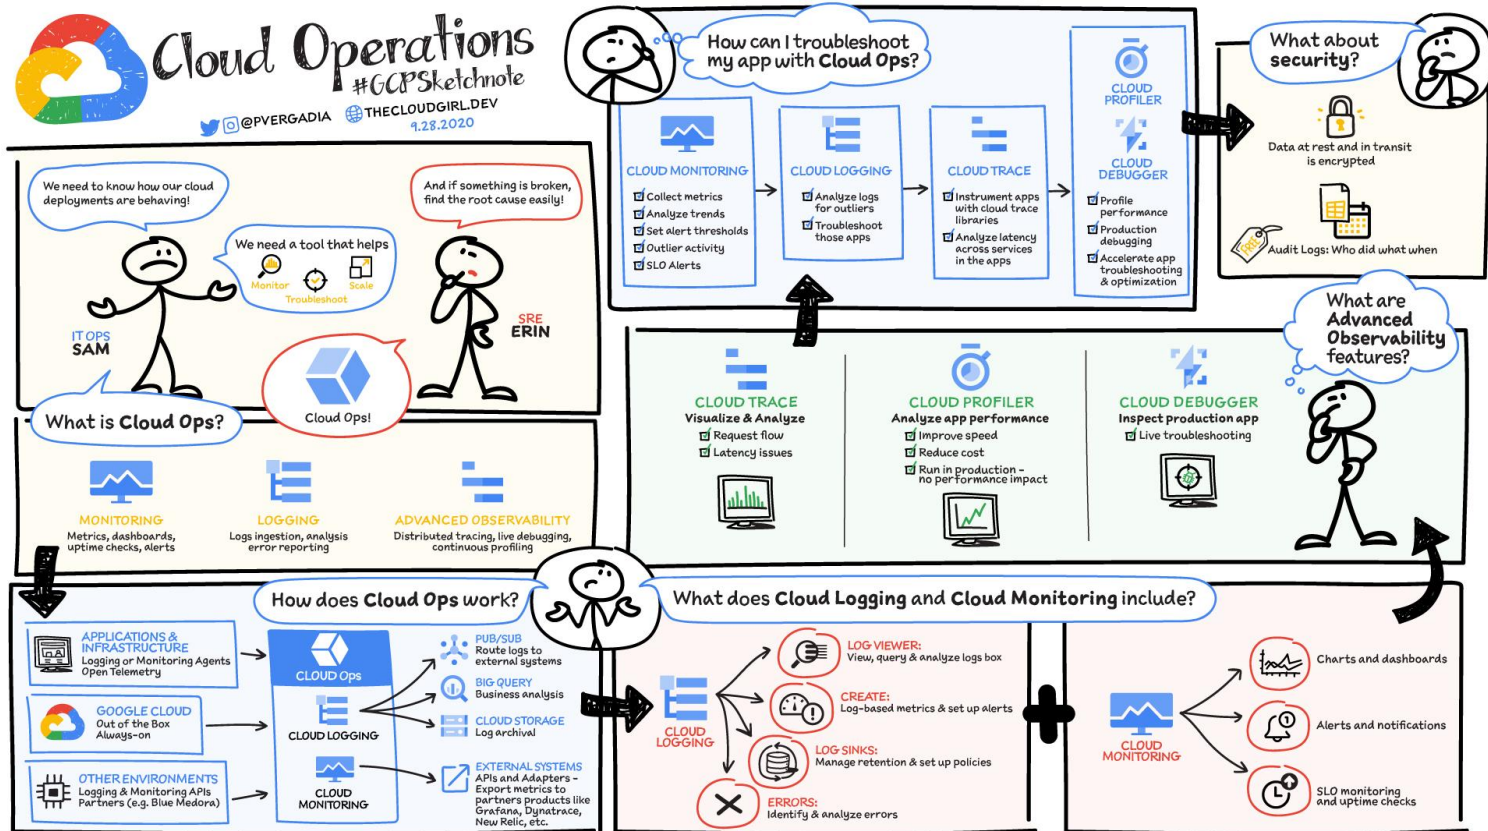 Cloud Operations
#GCPSketchnote
@PVERGADIA
THECLOUDGIRL.DEV
9.28.2020
We need to know how our cloud
deployments are behaving!
And if something is broken,
find the root cause easily!
We need a tool that helps
Monitor
Troubleshoot
Scale
IT OPS
SAM
SRE
ERIN
Cloud Ops!
What is Cloud Ops?
MONITORING
Metrics, dashboards,
uptime checks, alerts
LOGGING
Logs ingestion, analysis
error reporting
ADVANCED OBSERVABILITY
Distributed tracing, live debugging,
continuous profiling
How does Cloud Ops work?
APPLICATIONS &
INFRASTRUCTURE
Logging or Monitoring Agents
Open Telemetry
GOOGLE CLOUD
Out of the Box
Always-on
OTHER ENVIRONMENTS
Logging & Monitoring APIs
Partners (e.g. Blue Medora)
CLOUD Ops
CLOUD LOGGING
CLOUD
MONITORING
PUB/SUB
Route logs to
external systems
BIG QUERY
Business analysis
CLOUD STORAGE
Log archival
EXTERNAL SYSTEMS
APIs and Adapters -
Export metrics to
partners products like
Grafana, Dynatrace,
New Relic, etc.
What does Cloud Logging and Cloud Monitoring include?
CLOUD
LOGGING
LOG VIEWER:
View, query & analyze logs box
CREATE:
Log-based metrics & set up alerts
LOG SINKS:
Manage retention & set up policies
ERRORS:
Identify & analyze errors
CLOUD
MONITORING
Charts and dashboards
1
Alerts and notifications
SLO monitoring
and uptime checks
What are
Advanced
Observability
features?
CLOUD TRACE
Visualize & Analyze
Request flow
Latency issues
CLOUD PROFILER
Analyze app performance
Improve speed
Reduce cost
Run in production -
no performance impact
CLOUD DEBUGGER
Inspect production app
Live troubleshooting
How can I troubleshoot
my app with Cloud Ops?
CLOUD MONITORING
Collect metrics
Analyze trends
Set alert thresholds
Outlier activity
SLO Alerts
CLOUD LOGGING
Analyze logs
for outliers
Troubleshoot
those apps
CLOUD TRACE
Instrument apps
with cloud trace
libraries
Analyze latency
across services
in the apps
CLOUD
PROFILER
CLOUD
DEBUGGER
Profile
performance
Production
debugging
Accelerate app
troubleshooting
& optimization
What about
security?
Data at rest and in transit
is encrypted
FREE
Audit Logs: Who did what when